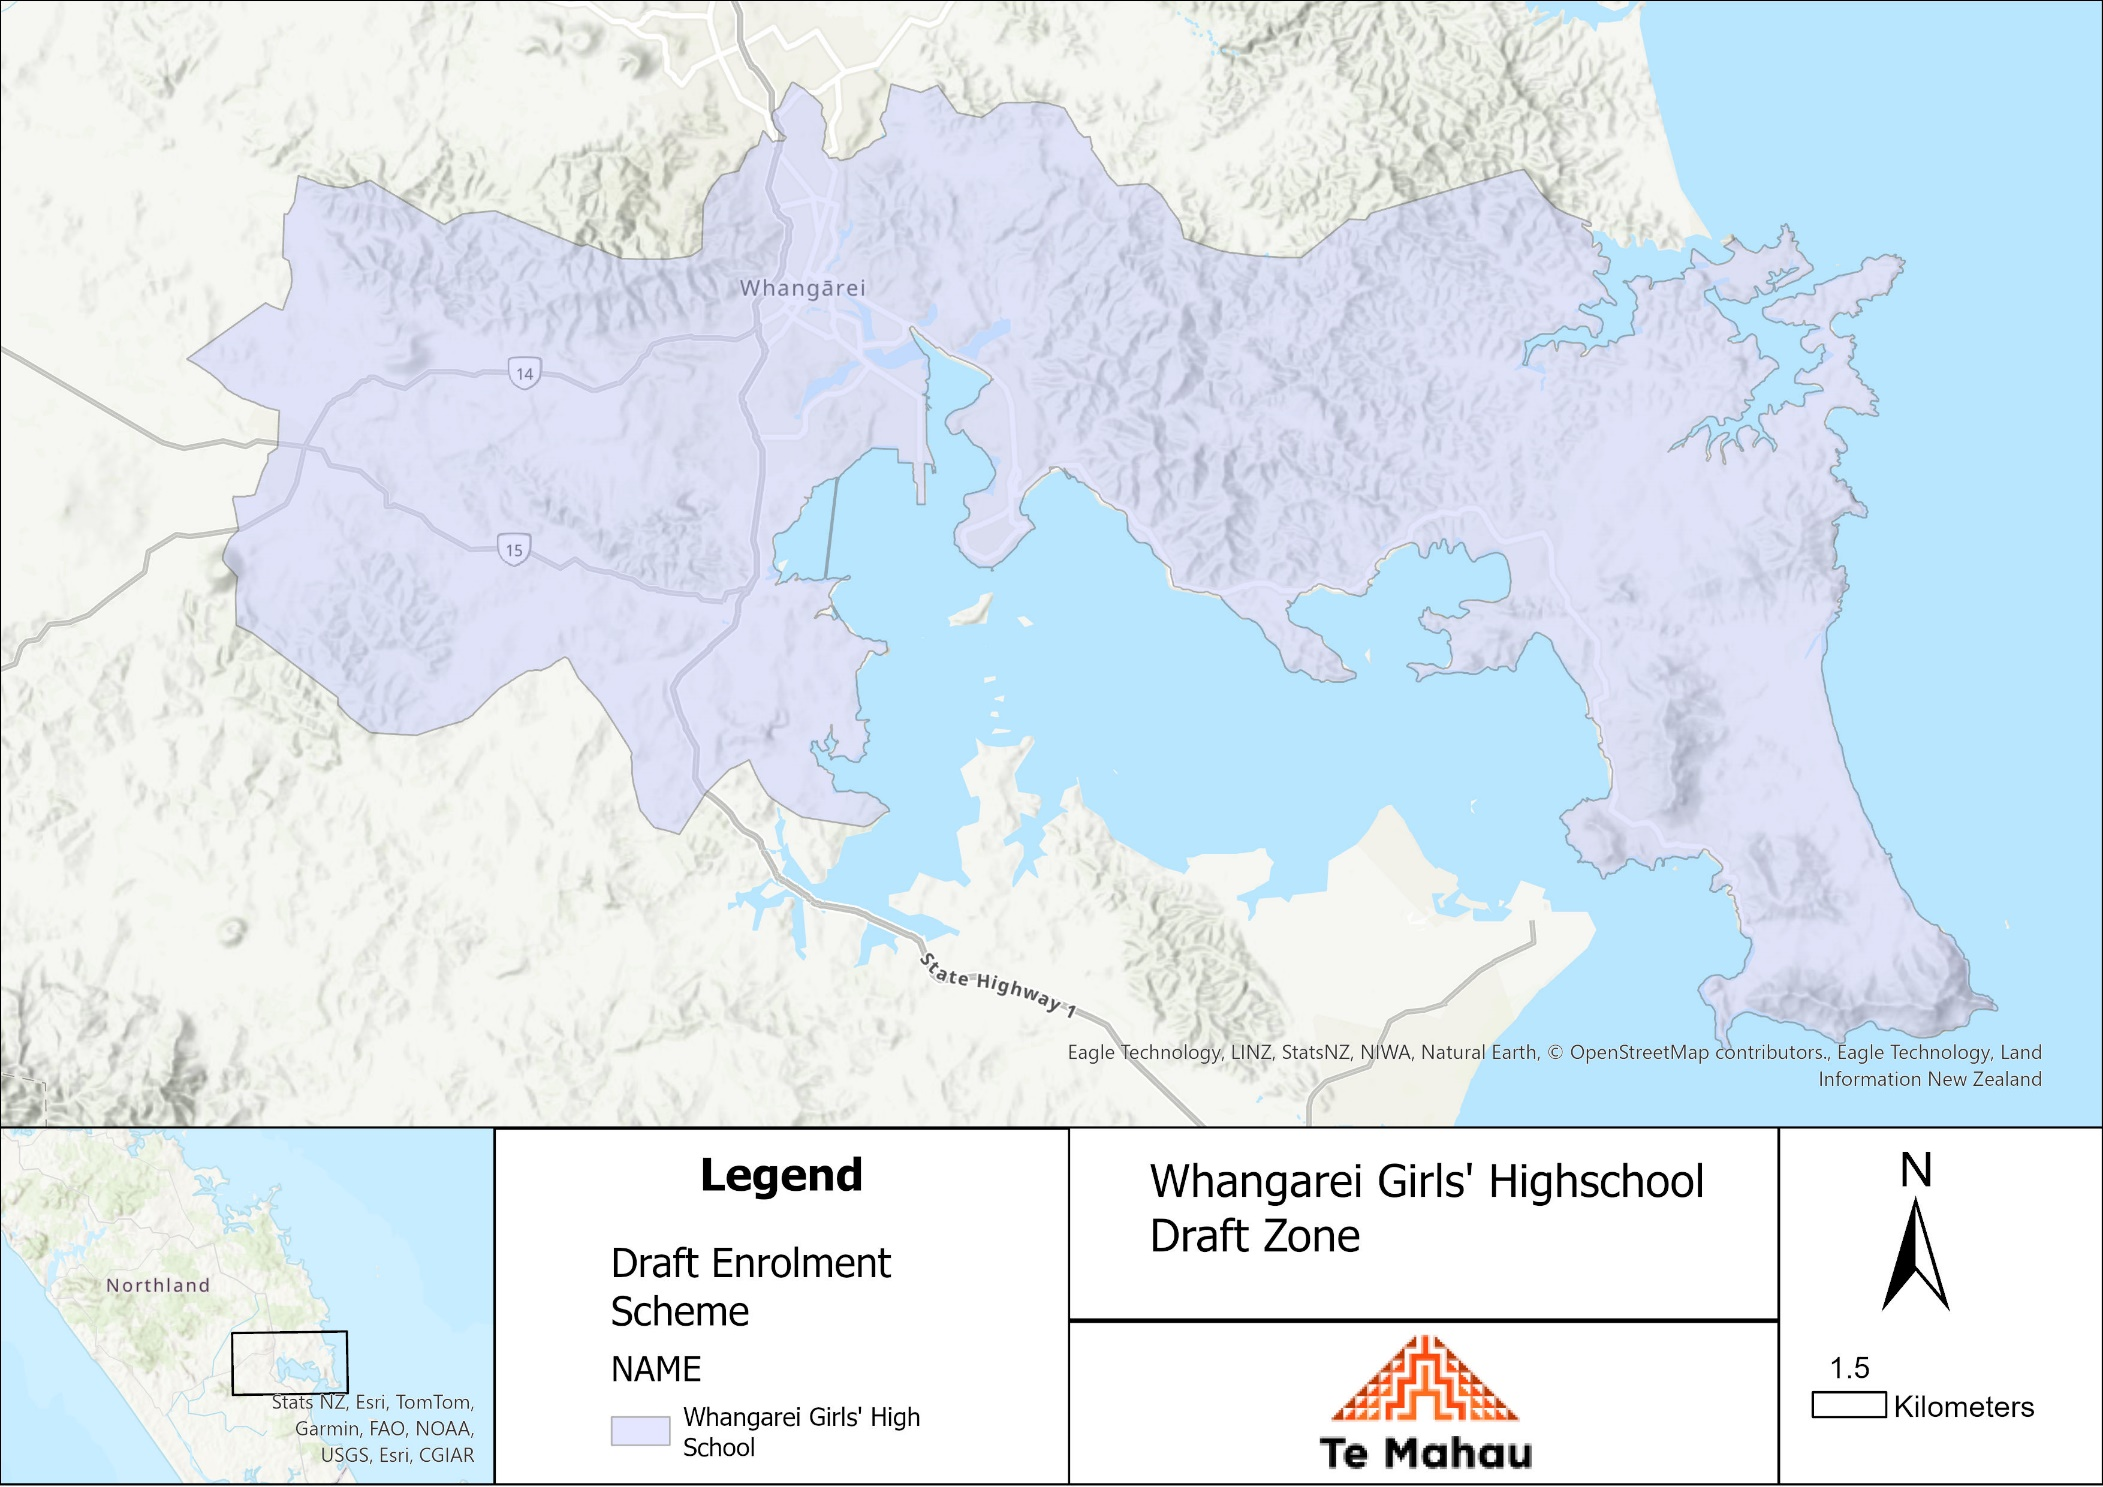 Whangārei
14
15
State Highway 1
Eagle Technology, LINZ, StatsNZ, NIWA, Natural Earth, © OpenStreetMap contributors., Eagle Technology, Land
Information New Zealand
Northland
Stats NZ, Esri, TomTom,
Garmin, FAO, NOAA,
USGS, Esri, CGIAR
Legend
Draft Enrolment
Scheme
NAME
Whangarei Girls' High
School
Whangarei Girls' Highschool
Draft Zone
Te Mahau
N
1.5
Kilometers